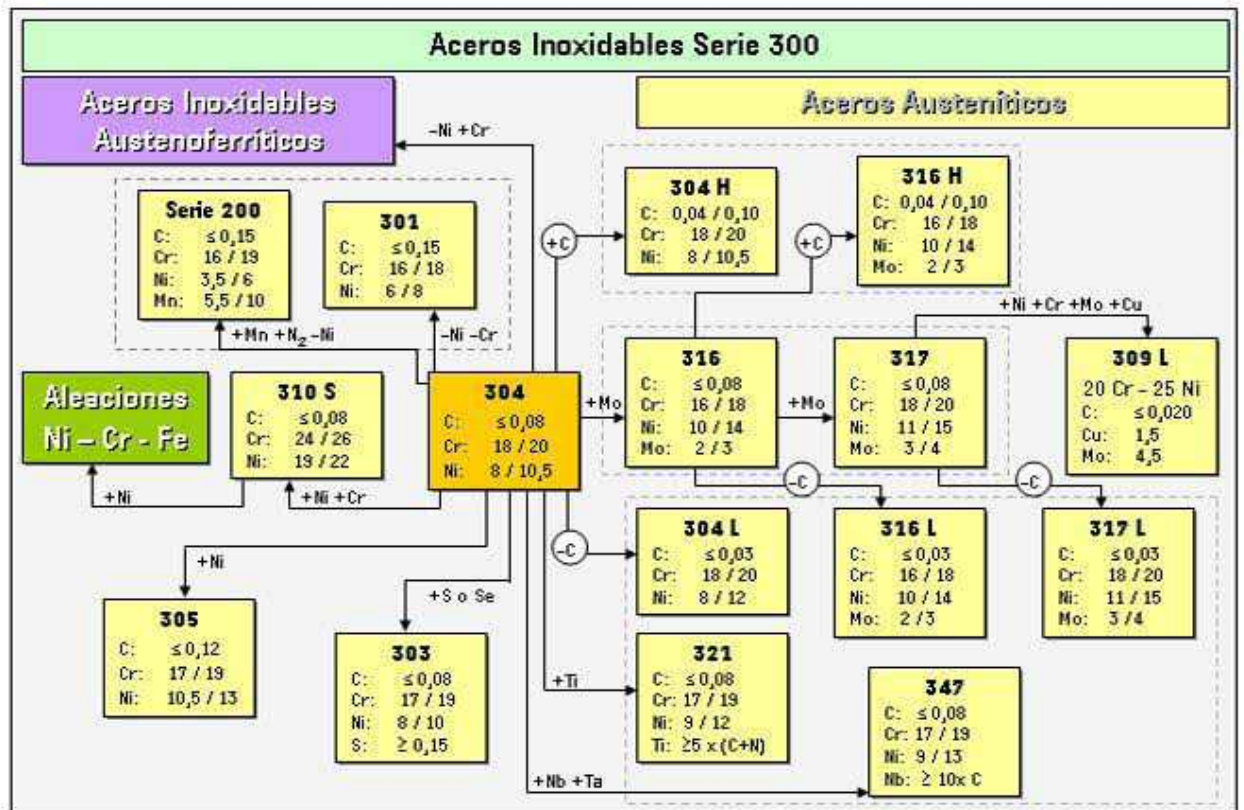 Aceros Inoxidables Serie 300
Aceros Inoxidables
Austenoferríticos
Aceros Austeníticos
-Ni +Cr
304 H
C: 0,04 / 0,10
Cr: 18 / 20
Ni: 8 / 10,5
316 H
C: 0,04 / 0,10
Cr: 16 / 18
Ni: 10 / 14
Mo: 2 / 3
Serie 200
C: ≤0,15
Cr: 16 / 19
Ni: 3,5 / 6
Mn: 5,5 / 10
301
C: ≤0,15
Cr: 16 / 18
Ni: 6 / 8
+C
+C
+Mn +N2 -Ni
-Ni -Cr
+Ni +Cr +Mo +Cu
Aleaciones
Ni – Cr - Fe
310 S
C: ≤0,08
Cr: 24 / 26
Ni: 19 / 22
304
C: ≤0,08
Cr: 18 / 20
Ni: 8 / 10,5
+Mo
316
C: ≤0,08
Cr: 16 / 18
Ni: 10 / 14
Mo: 2 / 3
+Mo
317
C: ≤0,08
Cr: 18 / 20
Ni: 11 / 15
Mo: 3 / 4
309 L
20 Cr – 25 Ni
C: ≤0,020
Cu: 1,5
Mo: 4,5
+Ni
+Ni +Cr
-C
-C
-C
304 L
C: ≤0,03
Cr: 18 / 20
Ni: 8 / 12
316 L
C: ≤0,03
Cr: 16 / 18
Ni: 10 / 14
Mo: 2 / 3
317 L
C: ≤0,03
Cr: 18 / 20
Ni: 11 / 15
Mo: 3 / 4
+Ni
+S o Se
305
C: ≤0,12
Cr: 17 / 19
Ni: 10,5 / 13
303
C: ≤0,08
Cr: 17 / 19
Ni: 8 / 10
S: ≥ 0,15
+Ti
321
C: ≤0,08
Cr: 17 / 19
Ni: 9 / 12
Ti: ≥5 x (C+N)
347
C: ≤0,08
Cr: 17 / 19
Ni: 9 / 13
Nb: ≥ 10x C
+Nb +Ta